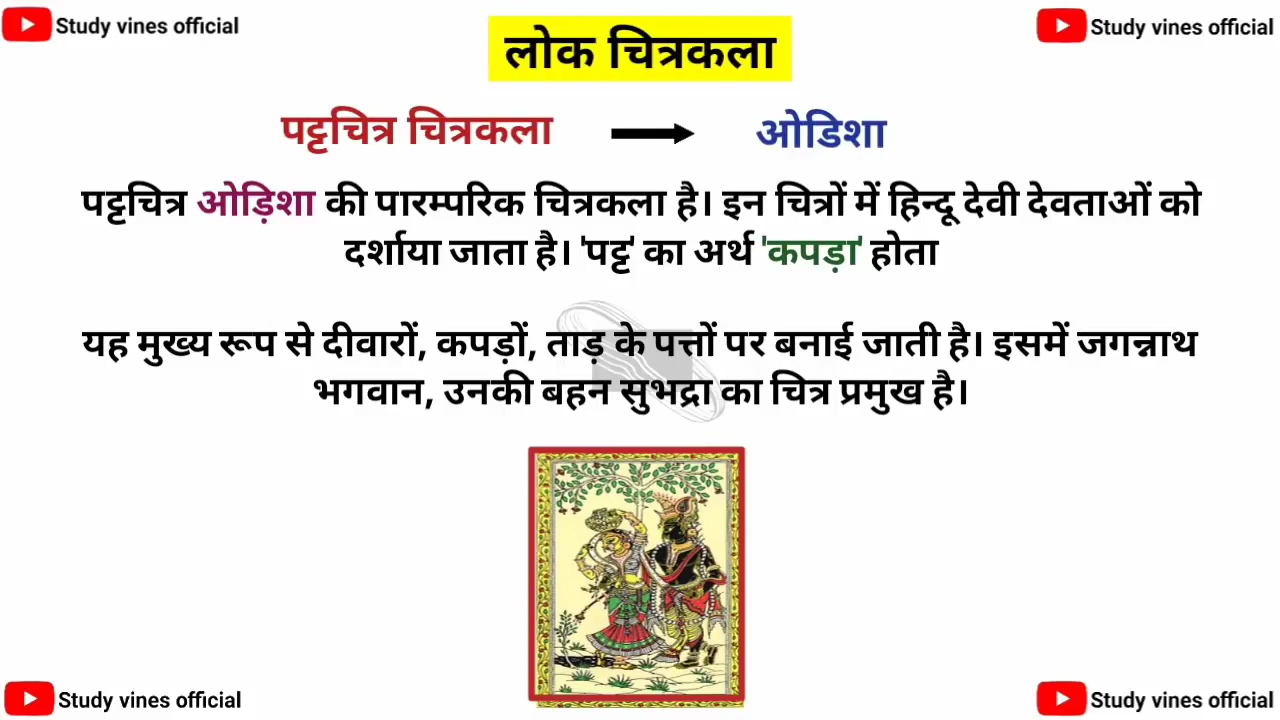 Study vines official
Study vines official
लोक चित्रकला
पट्टचित्र चित्रकला
ओडिशा
पट्टचित्र ओड़िशा की पारम्परिक चित्रकला है। इन चित्रों में हिन्दू देवी देवताओं को
दर्शाया जाता है। 'पट्ट' का अर्थ 'कपड़ा' होता
यह मुख्य रूप से दीवारों, कपड़ों, ताड़ के पत्तों पर बनाई जाती है। इसमें जगन्नाथ
भगवान, उनकी बहन सुभद्रा का चित्र प्रमुख है।
Study vines official
Study vines official